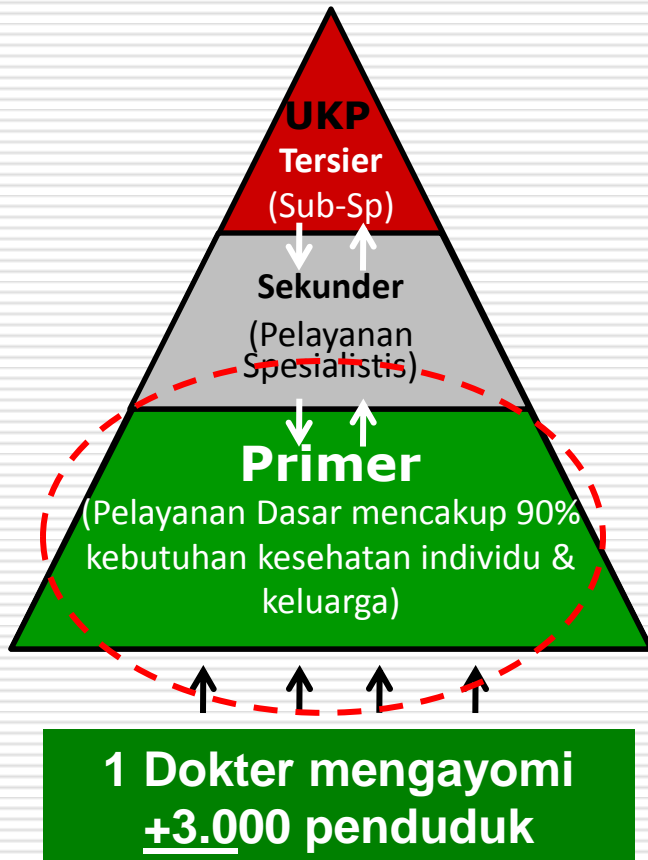 UKP
Tersier
(Sub-Sp)
Sekunder
(Pelayanan
Spesialistis)
Primer
(Pelayanan Dasar mencakup 90%
kebutuhan kesehatan individu &
keluarga)
1 Dokter mengayomi
+3.000 penduduk